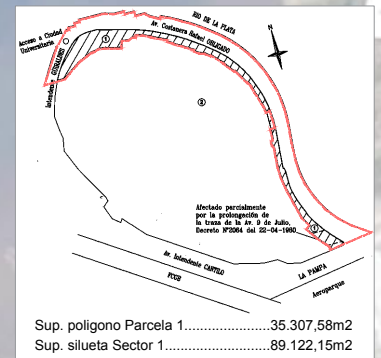 RIO DE LA PLATA
Av. Costanera Rafael OBLIGADO
N
Acceso a Ciudad
Universitaria
Intendente GUIRALDES
1
2
Afectado parcialmente
por la prolongación de
la traza de la Av. 9 de Julio,
Decreto Nº2064 del 22-04-1960.
1
Av. Intendente CANTILO
FCGB
LA PAMPA
Aeroparque
Sup. poligono Parcela 1........................35.307,58m2
Sup. silueta Sector 1............................89.122,15m2